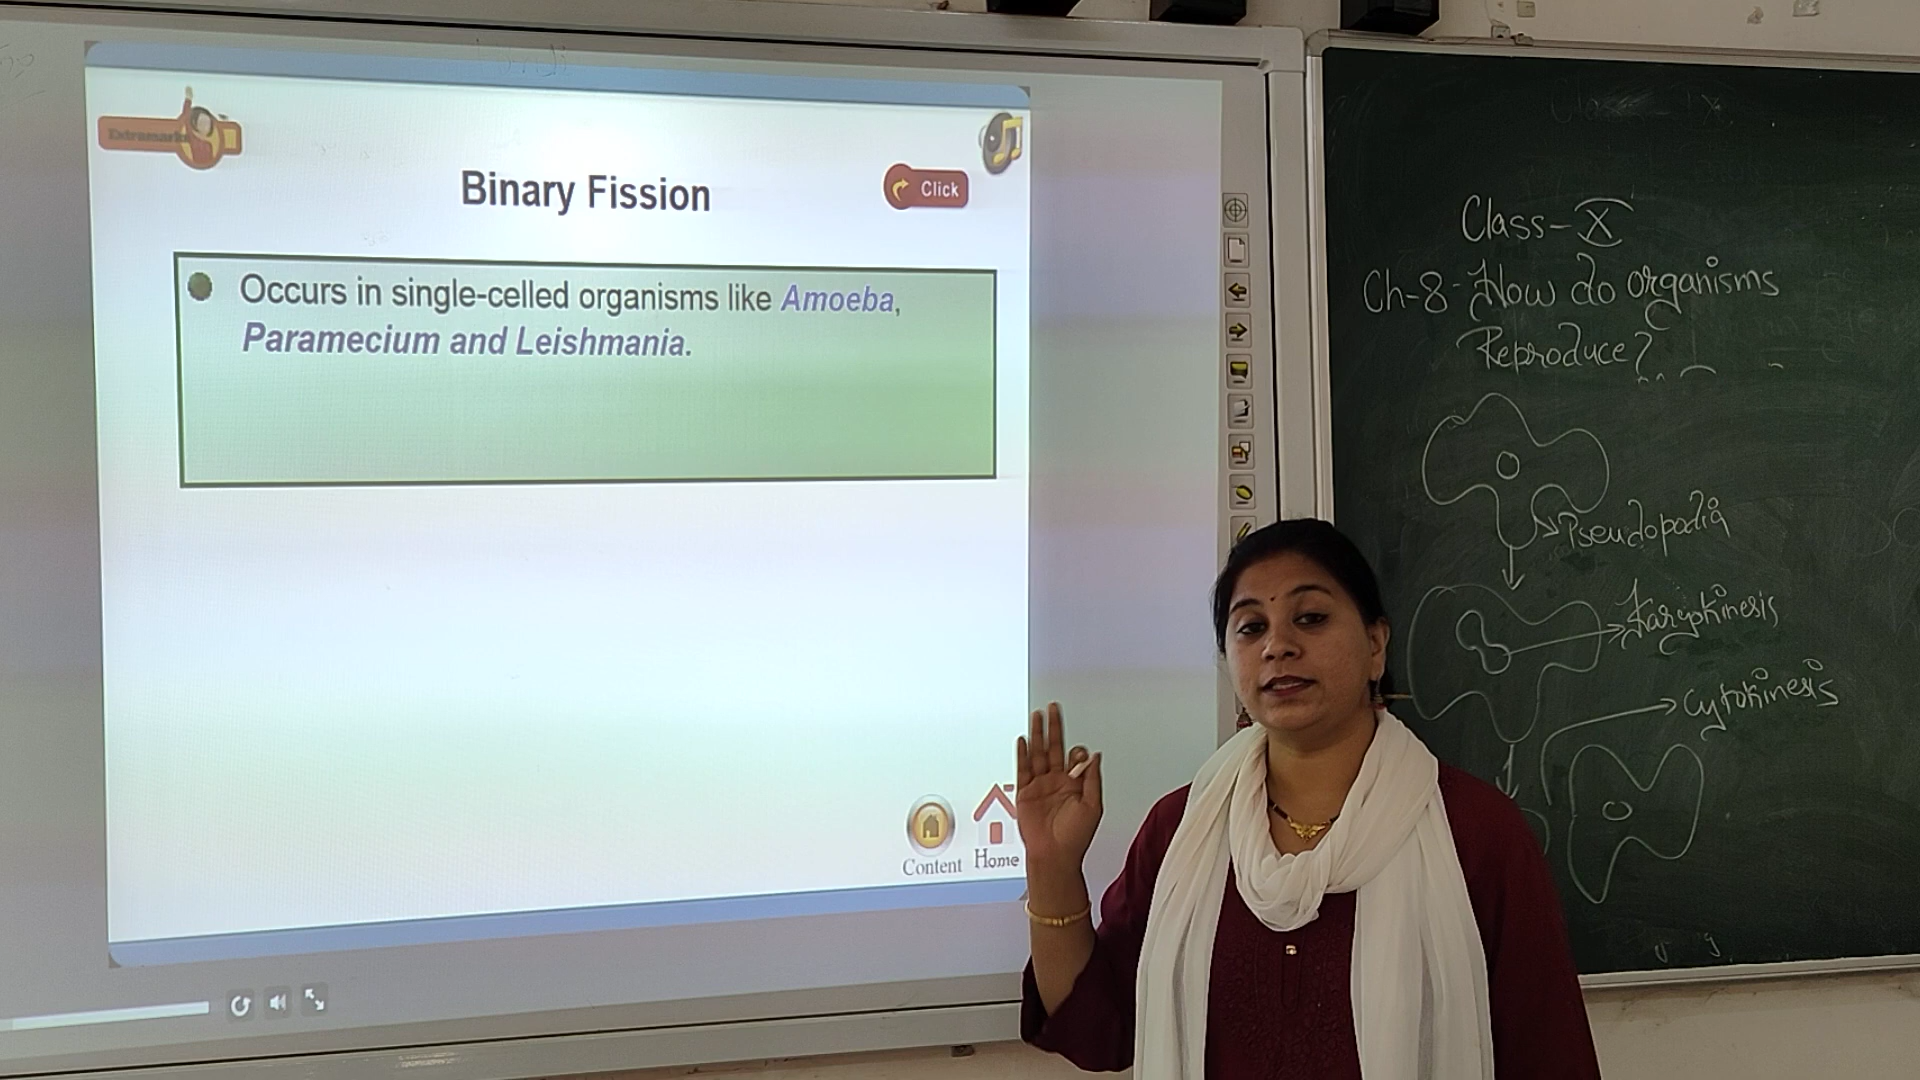 Extramarks
Binary Fission
Click
Occurs in single-celled organisms like Amoeba,
Paramecium and Leishmania.
Content
Home
Class-X
Ch-8-How do organisms
Reproduce?
Pseudopodia
Karyokinesis
Cytokinesis